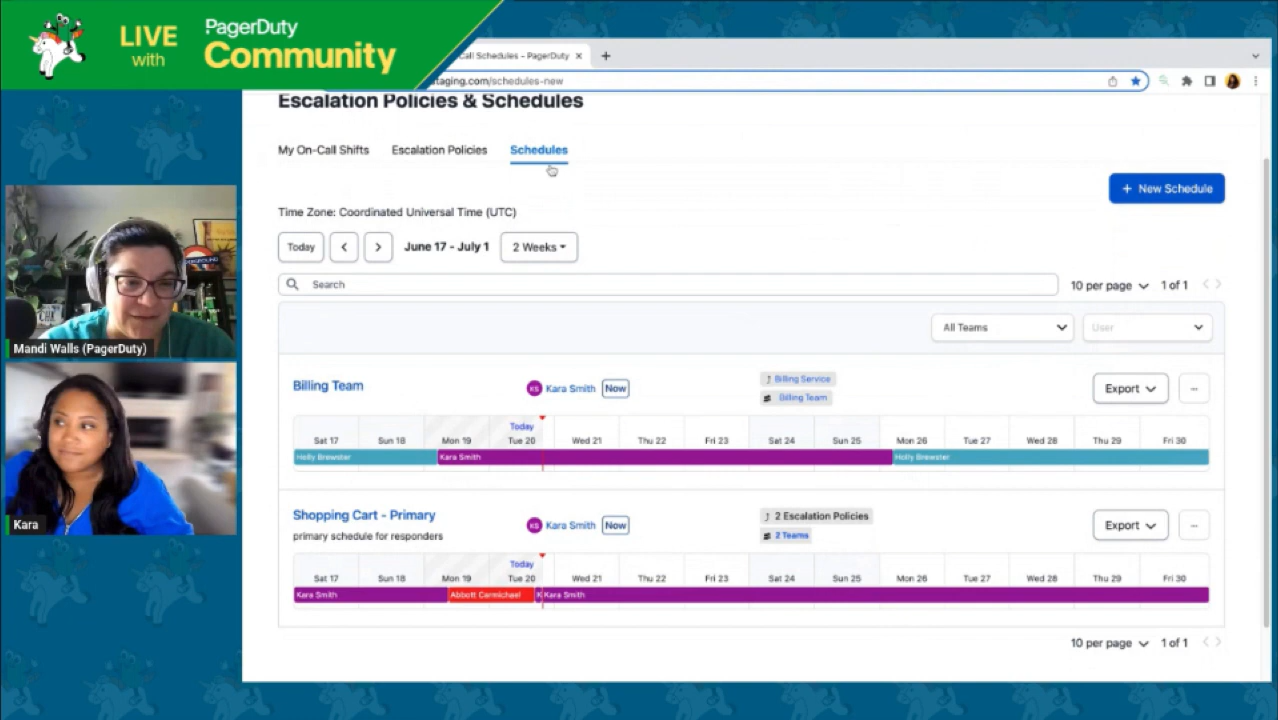 LIVE with
PagerDuty Community
Call Schedules - PagerDuty
taging.com/schedules-new
Escalation Policies & Schedules
My On-Call Shifts Escalation Policies Schedules
+ New Schedule
Time Zone: Coordinated Universal Time (UTC)
Today < > June 17 - July 1 2 Weeks
Search 10 per page 1 of 1
All Teams User
Billing Team Kara Smith Now Billing Service Export ...
KS
Billing Team
Today
Sat 17 Sun 18 Mon 19 Tue 20 Wed 21 Thu 22 Fri 23 Sat 24 Sun 25 Mon 26 Tue 27 Wed 28 Thu 29 Fri 30
Holly Brewster Kara Smith Holly Brewster
Shopping Cart - Primary KS Kara Smith Now 2 Escalation Policies Export ...
primary schedule for responders 2 Teams
Today
Sat 17 Sun 18 Mon 19 Tue 20 Wed 21 Thu 22 Fri 23 Sat 24 Sun 25 Mon 26 Tue 27 Wed 28 Thu 29 Fri 30
Kara Smith Abbott Carmichael K Kara Smith
10 per page 1 of 1
Mandi Walls (PagerDuty)
Kara